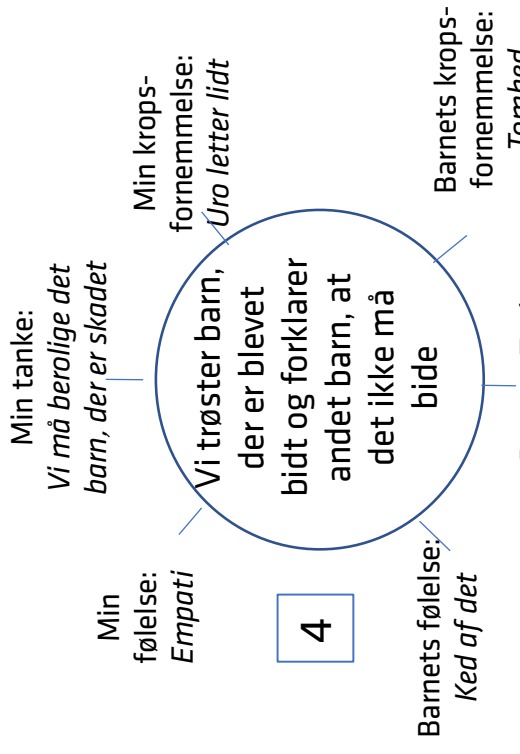 Min tanke:
Vi må berolige det
barn, der er skadet
Min krops-
fornemmelse:
Uro letter lidt
Min
følelse:
Empati
4
Vi trøster barn,
der er blevet
bidt og forklarer
andet barn, at
det ikke må
bide
Barnets krops-
fornemmelse:
Tomhed
Barnets følelse:
Ked af det